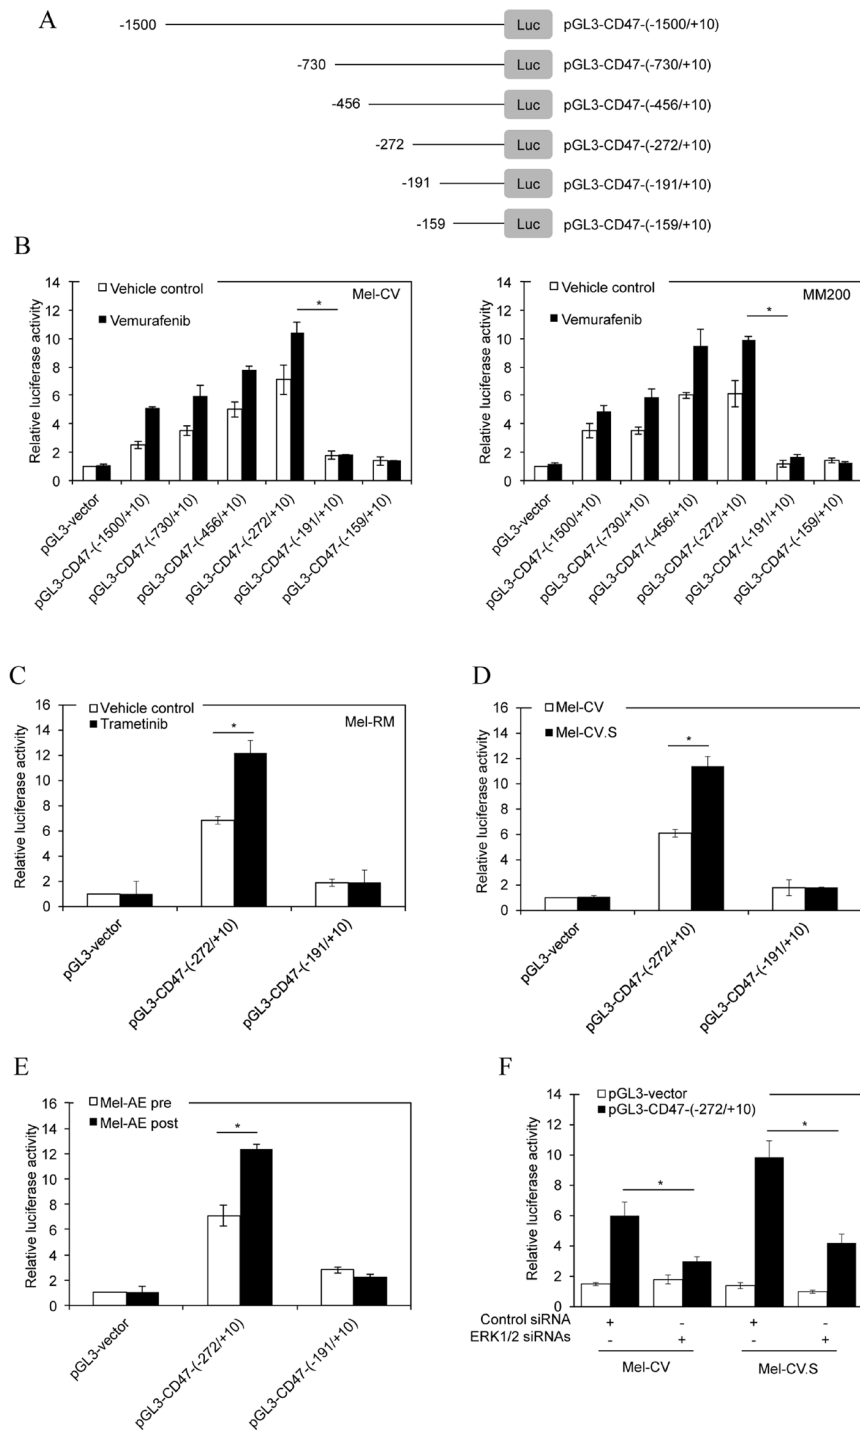 A
-1500 Luc pGL3-CD47-(-1500/+10)
-730 Luc pGL3-CD47-(-730/+10)
-456 Luc pGL3-CD47-(-456/+10)
-272 Luc pGL3-CD47-(-272/+10)
-191 Luc pGL3-CD47-(-191/+10)
-159 Luc pGL3-CD47-(-159/+10)
B
Relative luciferase activity
14
12
10
8
6
4
2
0
Vehicle control
Vemurafenib
Mel-CV
*
pGL3-vector
pGL3-CD47-(-1500/+10)
pGL3-CD47-(-730/+10)
pGL3-CD47-(-456/+10)
pGL3-CD47-(-272/+10)
pGL3-CD47-(-191/+10)
pGL3-CD47-(-159/+10)
Relative luciferase activity
14
12
10
8
6
4
2
0
Vehicle control
Vemurafenib
MM200
*
pGL3-vector
pGL3-CD47-(-1500/+10)
pGL3-CD47-(-730/+10)
pGL3-CD47-(-456/+10)
pGL3-CD47-(-272/+10)
pGL3-CD47-(-191/+10)
pGL3-CD47-(-159/+10)
C
Relative luciferase activity
16
14
12
10
8
6
4
2
0
Vehicle control
Trametinib
Mel-RM
*
pGL3-vector
pGL3-CD47-(-272/+10)
pGL3-CD47-(-191/+10)
D
Relative luciferase activity
16
14
12
10
8
6
4
2
0
Mel-CV
Mel-CV.S
*
pGL3-vector
pGL3-CD47-(-272/+10)
pGL3-CD47-(-191/+10)
E
Relative luciferase activity
16
14
12
10
8
6
4
2
0
Mel-AE pre
Mel-AE post
*
pGL3-vector
pGL3-CD47-(-272/+10)
pGL3-CD47-(-191/+10)
F
Relative luciferase activity
14
12
10
8
6
4
2
0
pGL3-vector
pGL3-CD47-(-272/+10)
*
*
Control siRNA + - + -
ERK1/2 siRNAs - + - +
Mel-CV Mel-CV.S